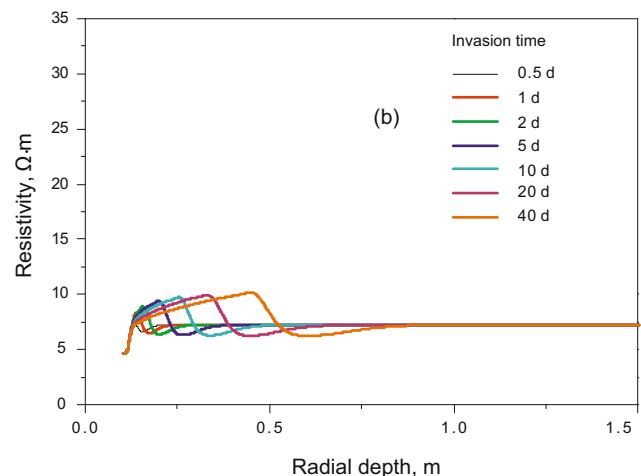 35
30
25
20
15
10
5
0
Resistivity, Ω·m
Invasion time
0.5 d
1 d
2 d
5 d
10 d
20 d
40 d
(b)
0.0
0.5
1.0
1.5
Radial depth, m